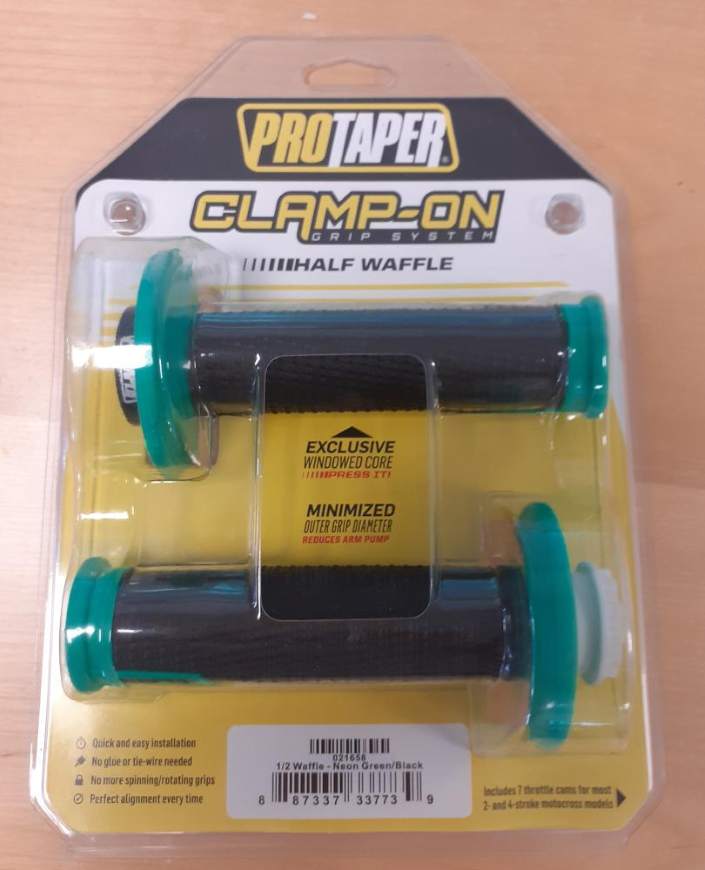 PROTAPER
CLAMP-ON
GRIP SYSTEM
HALF WAFFLE
EXCLUSIVE
WINDOWED CORE
PRESS IT!
MINIMIZED
OUTER GRIP DIAMETER
REDUCES ARM PUMP
Quick and easy installation
No glue or tie-wire needed
No more spinning/rotating grips
Perfect alignment every time
021656
1/2 Waffle - Neon Green/Black
8 87337 33773 9
Includes 7 throttle cams for most
2- and 4-stroke motocross models